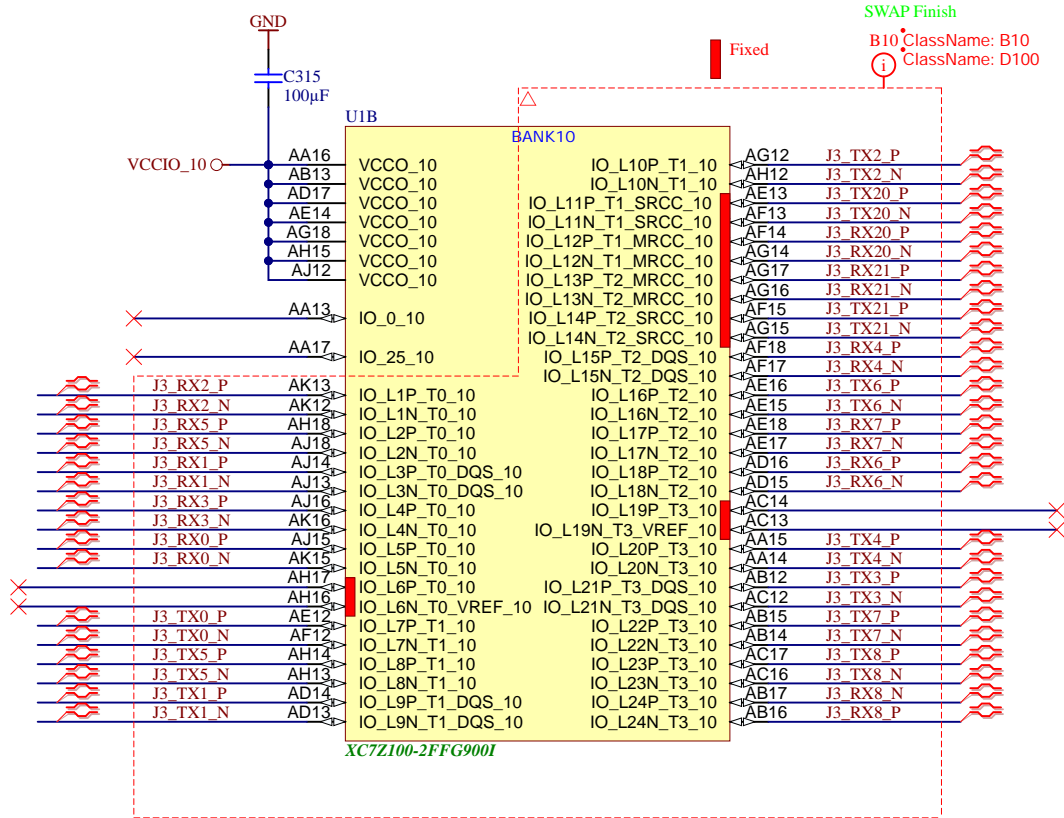 SWAP Finish
GND
Fixed
B10
ClassName: B10
ClassName: D100
C315
100µF
U1B
BANK10
VCCIO_10
AA16 VCCO_10
AB13 VCCO_10
AD17 VCCO_10
AE14 VCCO_10
AG18 VCCO_10
AH15 VCCO_10
AJ12 VCCO_10
AA13 IO_0_10
AA17 IO_25_10
J3_RX2_P AK13 IO_L1P_T0_10
J3_RX2_N AK12 IO_L1N_T0_10
J3_RX5_P AH18 IO_L2P_T0_10
J3_RX5_N AJ18 IO_L2N_T0_10
J3_RX1_P AJ14 IO_L3P_T0_DQS_10
J3_RX1_N AJ13 IO_L3N_T0_DQS_10
J3_RX3_P AJ16 IO_L4P_T0_10
J3_RX3_N AK16 IO_L4N_T0_10
J3_RX0_P AJ15 IO_L5P_T0_10
J3_RX0_N AK15 IO_L5N_T0_10
AH17 IO_L6P_T0_10
AH16 IO_L6N_T0_VREF_10
J3_TX0_P AE12 IO_L7P_T1_10
J3_TX0_N AF12 IO_L7N_T1_10
J3_TX5_P AH14 IO_L8P_T1_10
J3_TX5_N AH13 IO_L8N_T1_10
J3_TX1_P AD14 IO_L9P_T1_DQS_10
J3_TX1_N AD13 IO_L9N_T1_DQS_10
IO_L10P_T1_10 AG12 J3_TX2_P
IO_L10N_T1_10 AH12 J3_TX2_N
IO_L11P_T1_SRCC_10 AE13 J3_TX20_P
IO_L11N_T1_SRCC_10 AF13 J3_TX20_N
IO_L12P_T1_MRCC_10 AF14 J3_RX20_P
IO_L12N_T1_MRCC_10 AG14 J3_RX20_N
IO_L13P_T2_MRCC_10 AG17 J3_RX21_P
IO_L13N_T2_MRCC_10 AG16 J3_RX21_N
IO_L14P_T2_SRCC_10 AF15 J3_TX21_P
IO_L14N_T2_SRCC_10 AG15 J3_TX21_N
IO_L15P_T2_DQS_10 AF18 J3_RX4_P
IO_L15N_T2_DQS_10 AF17 J3_RX4_N
IO_L16P_T2_10 AE16 J3_TX6_P
IO_L16N_T2_10 AE15 J3_TX6_N
IO_L17P_T2_10 AE18 J3_RX7_P
IO_L17N_T2_10 AE17 J3_RX7_N
IO_L18P_T2_10 AD16 J3_RX6_P
IO_L18N_T2_10 AD15 J3_RX6_N
IO_L19P_T3_10 AC14
IO_L19N_T3_VREF_10 AC13
IO_L20P_T3_10 AA15 J3_TX4_P
IO_L20N_T3_10 AA14 J3_TX4_N
IO_L21P_T3_DQS_10 AB12 J3_TX3_P
IO_L21N_T3_DQS_10 AC12 J3_TX3_N
IO_L22P_T3_10 AB15 J3_TX7_P
IO_L22N_T3_10 AB14 J3_TX7_N
IO_L23P_T3_10 AC17 J3_TX8_P
IO_L23N_T3_10 AC16 J3_TX8_N
IO_L24P_T3_10 AB17 J3_RX8_N
IO_L24N_T3_10 AB16 J3_RX8_P
XC7Z100-2FFG900I